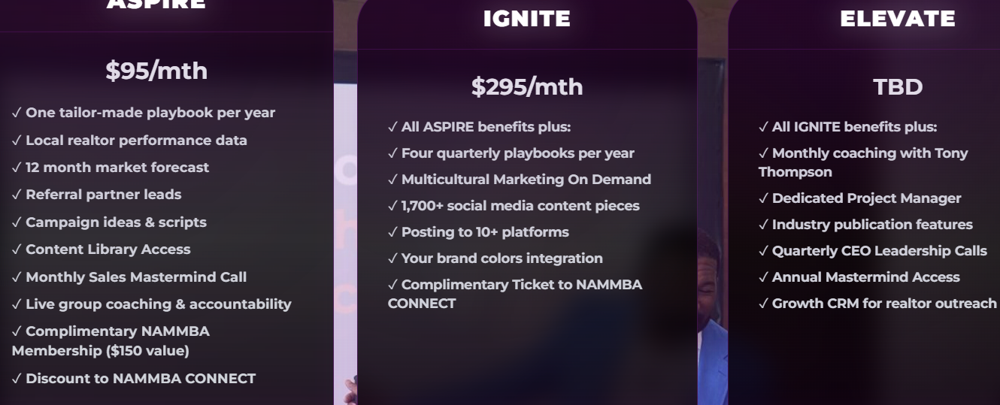 ASPIRE
$95/mth
✓ One tailor-made playbook per year
✓ Local realtor performance data
✓ 12 month market forecast
✓ Referral partner leads
✓ Campaign ideas & scripts
✓ Content Library Access
✓ Monthly Sales Mastermind Call
✓ Live group coaching & accountability
✓ Complimentary NAMMBA
Membership ($150 value)
✓ Discount to NAMMBA CONNECT
IGNITE
$295/mth
✓ All ASPIRE benefits plus:
✓ Four quarterly playbooks per year
✓ Multicultural Marketing On Demand
✓ 1,700+ social media content pieces
✓ Posting to 10+ platforms
✓ Your brand colors integration
✓ Complimentary Ticket to NAMMBA
CONNECT
ELEVATE
TBD
✓ All IGNITE benefits plus:
✓ Monthly coaching with Tony
Thompson
✓ Dedicated Project Manager
✓ Industry publication features
✓ Quarterly CEO Leadership Calls
✓ Annual Mastermind Access
✓ Growth CRM for realtor outreach